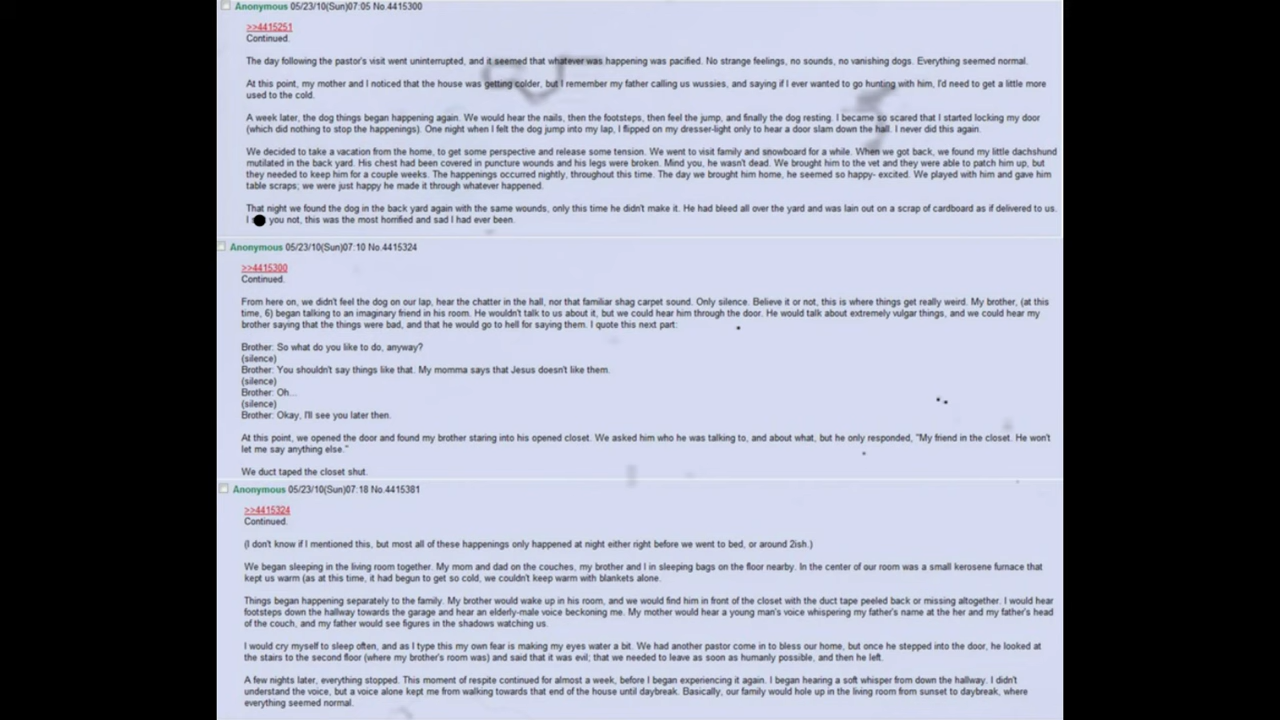 Anonymous 05/23/10(Sun)07:05 No.4415300
>>4415251
Continued.
The day following the pastor's visit went uninterrupted, and it seemed that whatever was happening was pacified. No strange feelings, no sounds, no vanishing dogs. Everything seemed normal.
At this point, my mother and I noticed that the house was getting colder, but I remember my father calling us wussies, and saying if I ever wanted to go hunting with him, I'd need to get a little more
used to the cold.
A week later, the dog things began happening again. We would hear the nails, then the footsteps, then feel the jump, and finally the dog resting. I became so scared that I started locking my door
(which did nothing to stop the happenings). One night when I felt the dog jump into my lap, I flipped on my dresser-light only to hear a door slam down the hall. I never did this again.
We decided to take a vacation from the home, to get some perspective and release some tension. We went to visit family and snowboard for a while. When we got back, we found my little dachshund
mutilated in the back yard. His chest had been covered in puncture wounds and his legs were broken. Mind you, he wasn't dead. We brought him to the vet and they were able to patch him up, but
they needed to keep him for a couple weeks. The happenings occurred nightly, throughout this time. The day we brought him home, he seemed so happy- excited. We played with him and gave him
table scraps; we were just happy he made it through whatever happened.
That night we found the dog in the back yard again with the same wounds, only this time he didn't make it. He had bleed all over the yard and was lain out on a scrap of cardboard as if delivered to us.
I you not, this was the most horrified and sad I had ever been.
Anonymous 05/23/10(Sun)07:10 No.4415324
>>4415300
Continued.
From here on, we didn't feel the dog on our lap, hear the chatter in the hall, nor that familiar shag carpet sound. Only silence. Believe it or not, this is where things get really weird. My brother, (at this
time, 6) began talking to an imaginary friend in his room. He wouldn't talk to us about it, but we could hear him through the door. He would talk about extremely vulgar things, and we could hear my
brother saying that the things were bad, and that he would go to hell for saying them. I quote this next part:
Brother: So what do you like to do, anyway?
(silence)
Brother: You shouldn't say things like that. My momma says that Jesus doesn't like them.
(silence)
Brother: Oh...
(silence)
Brother: Okay, I'll see you later then.
At this point, we opened the door and found my brother staring into his opened closet. We asked him who he was talking to, and about what, but he only responded, "My friend in the closet. He won't
let me say anything else."
We duct taped the closet shut.
Anonymous 05/23/10(Sun)07:18 No.4415381
>>4415324
Continued.
(I don't know if I mentioned this, but most all of these happenings only happened at night either right before we went to bed, or around 2ish.)
We began sleeping in the living room together. My mom and dad on the couches, my brother and I in sleeping bags on the floor nearby. In the center of our room was a small kerosene furnace that
kept us warm (as at this time, it had begun to get so cold, we couldn't keep warm with blankets alone.
Things began happening separately to the family. My brother would wake up in his room, and we would find him in front of the closet with the duct tape peeled back or missing altogether. I would hear
footsteps down the hallway towards the garage and hear an elderly-male voice beckoning me. My mother would hear a young man's voice whispering my father's name at the her and my father's head
of the couch, and my father would see figures in the shadows watching us.
I would cry myself to sleep often, and as I type this my own fear is making my eyes water a bit. We had another pastor come in to bless our home, but once he stepped into the door, he looked at
the stairs to the second floor (where my brother's room was) and said that it was evil; that we needed to leave as soon as humanly possible, and then he left.
A few nights later, everything stopped. This moment of respite continued for almost a week, before I began experiencing it again. I began hearing a soft whisper from down the hallway. I didn't
understand the voice, but a voice alone kept me from walking towards that end of the house until daybreak. Basically, our family would hole up in the living room from sunset to daybreak, where
everything seemed normal.